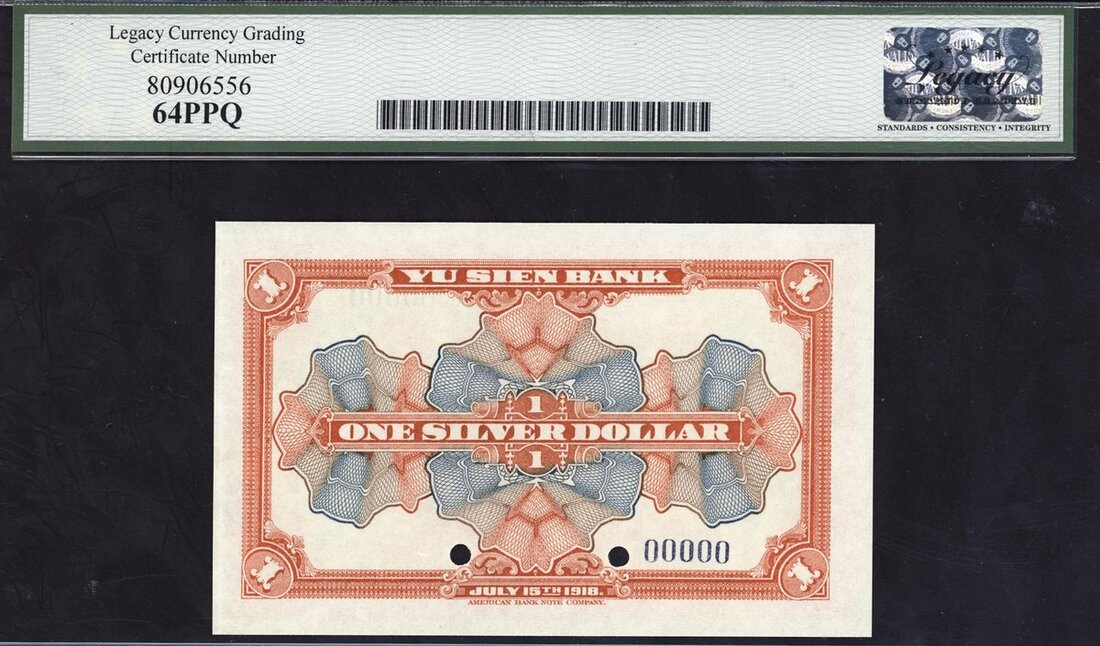 Legacy Currency Grading
Certificate Number
80906556
64PPQ
Legacy
STANDARDS • CONSISTENCY • INTEGRITY
YU SIEN BANK
1
ONE SILVER DOLLAR
1
00000
JULY 15TH 1918.
AMERICAN BANK NOTE COMPANY.